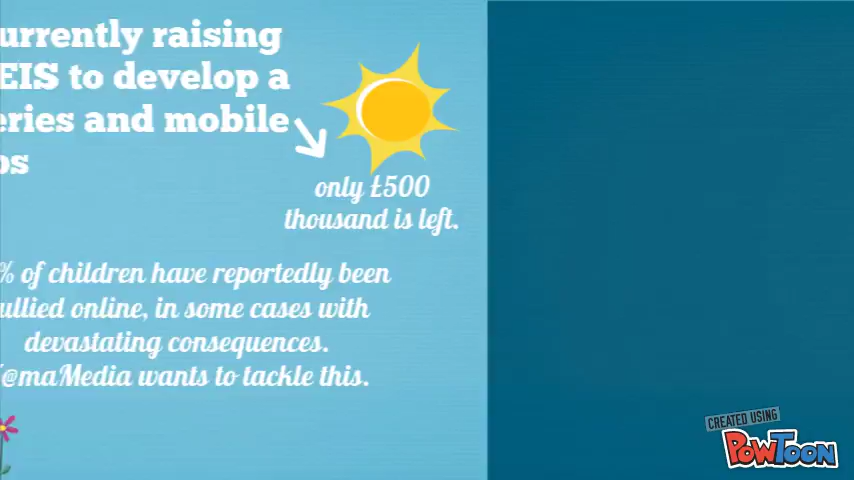 urrently raising
EIS to develop a
eries and mobile
ps
only £500
thousand is left.
% of children have reportedly been
ullied online, in some cases with
devastating consequences.
@maMedia wants to tackle this.
CREATED USING
POWTOON